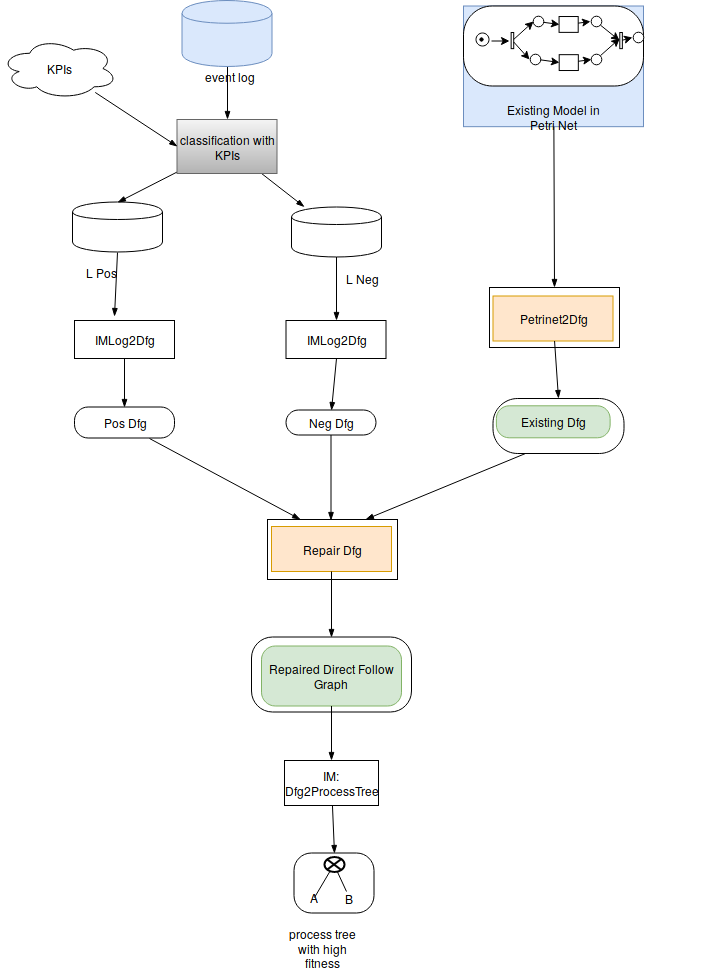 KPIs
event log
classification with
KPIs
Existing Model in
Petri Net
L Pos
L Neg
IMLog2Dfg
IMLog2Dfg
Petrinet2Dfg
Pos Dfg
Neg Dfg
Existing Dfg
Repair Dfg
Repaired Direct Follow
Graph
IM:
Dfg2ProcessTree
A
B
process tree
with high
fitness